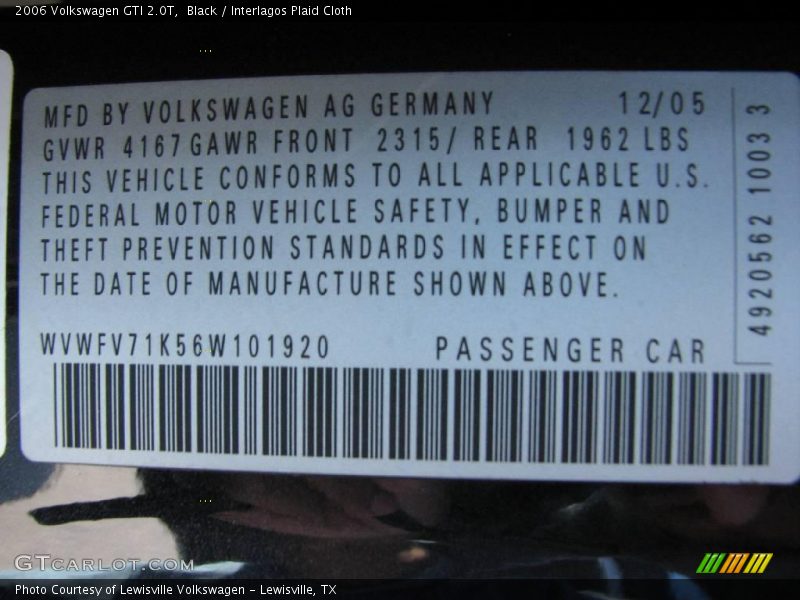 2006 Volkswagen GTI 2.0T,  Black / Interlagos Plaid Cloth
MFD BY VOLKSWAGEN AG GERMANY 12/05
GVWR 4167 GAWR FRONT 2315/ REAR 1962 LBS
THIS VEHICLE CONFORMS TO ALL APPLICABLE U.S.
FEDERAL MOTOR VEHICLE SAFETY, BUMPER AND
THEFT PREVENTION STANDARDS IN EFFECT ON
THE DATE OF MANUFACTURE SHOWN ABOVE.
WVWFV71K56W101920 PASSENGER CAR
4920562 1003 3
GTCARLOT.COM
Photo Courtesy of Lewisville Volkswagen - Lewisville, TX